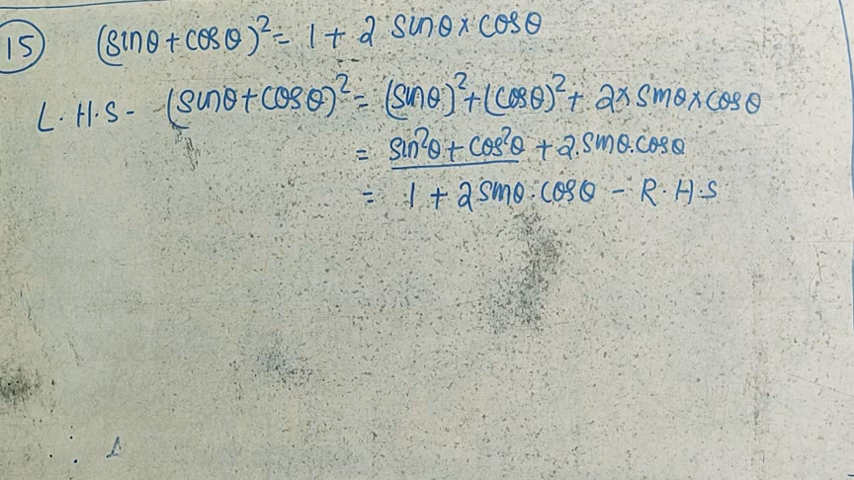 15 (sinθ + cosθ)² = 1 + 2 sinθ × cosθ
L.H.S - (sinθ + cosθ)² = (sinθ)² + (cosθ)² + 2 × sinθ × cosθ
= sin²θ + cos²θ + 2.sinθ.cosθ
= 1 + 2 sinθ.cosθ - R.H.S